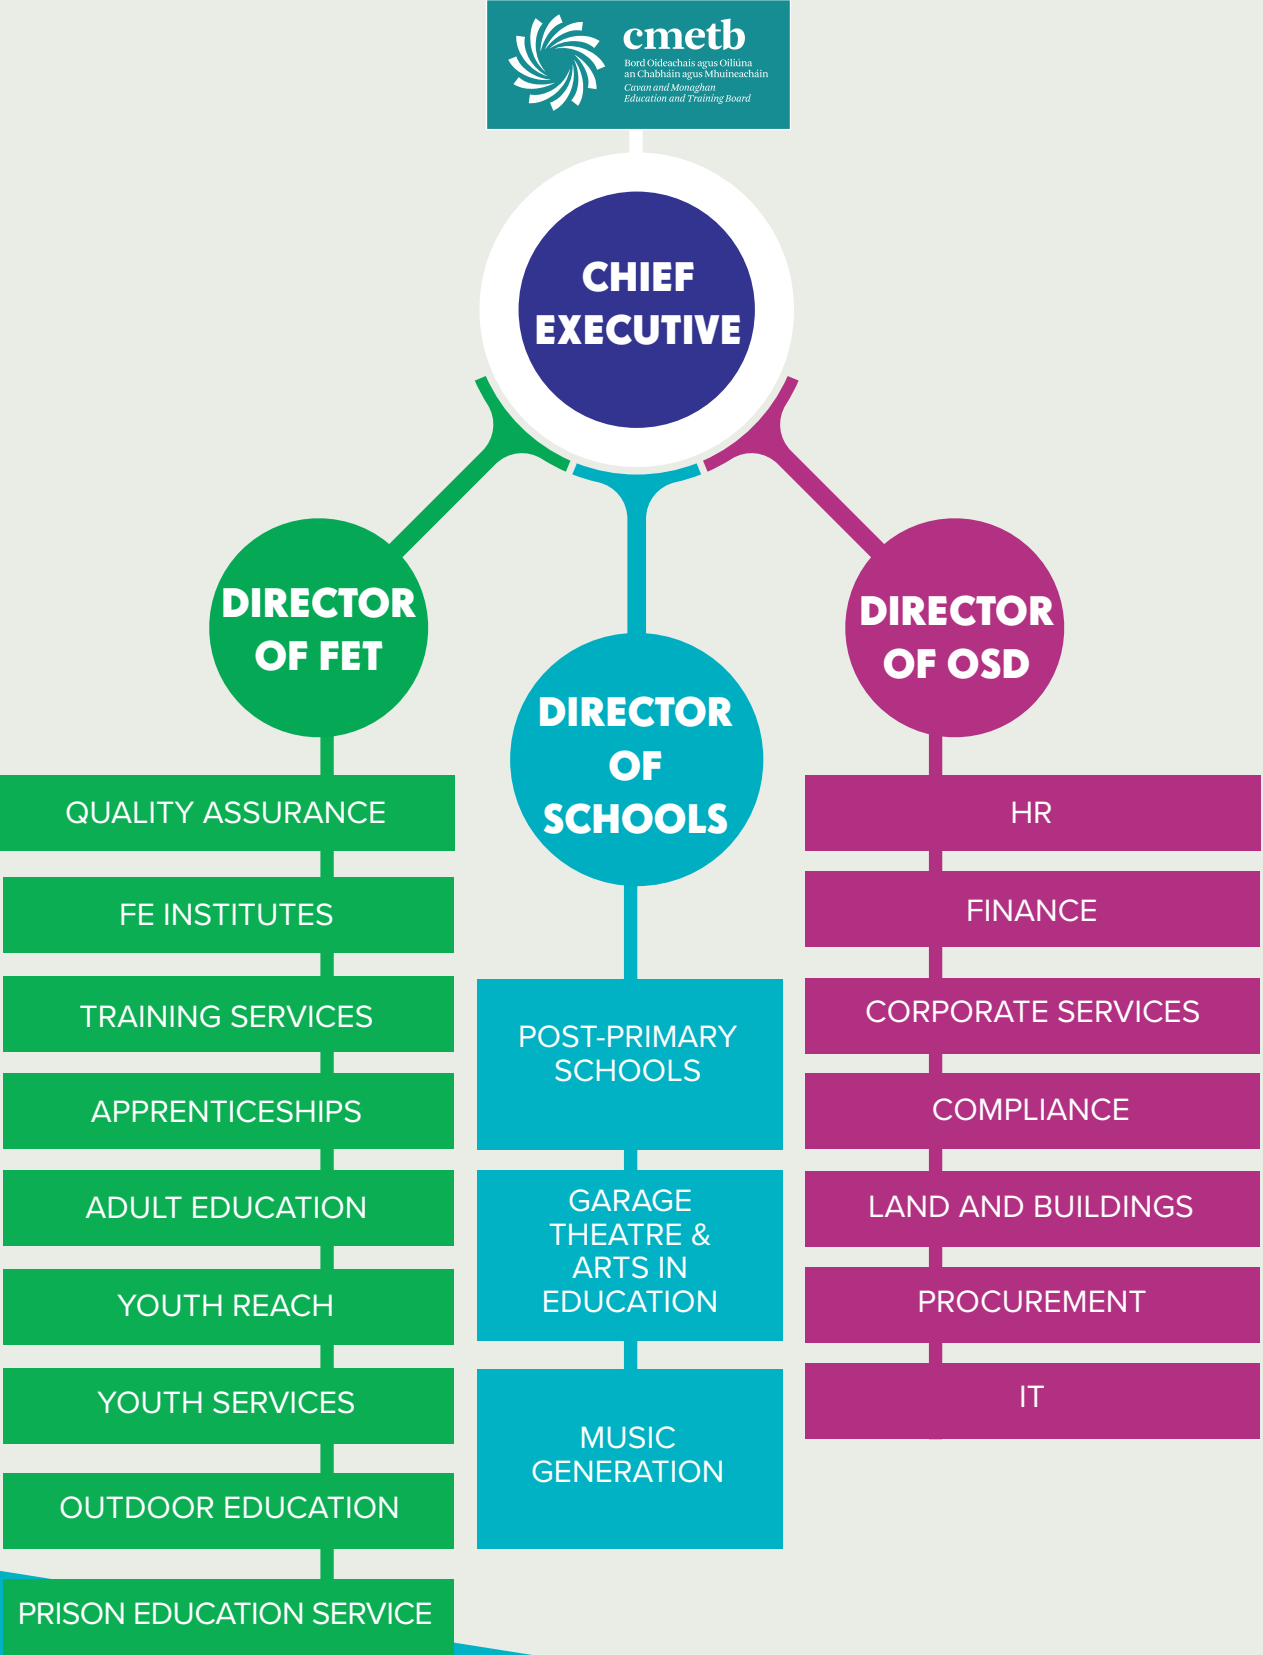 cmetb
Bord Oideachais agus Oiliúna
an Chabháin agus Mhuineacháin
Cavan and Monaghan
Education and Training Board
CHIEF
EXECUTIVE
DIRECTOR
OF FET
QUALITY ASSURANCE
FE INSTITUTES
TRAINING SERVICES
APPRENTICESHIPS
ADULT EDUCATION
YOUTH REACH
YOUTH SERVICES
OUTDOOR EDUCATION
PRISON EDUCATION SERVICE
DIRECTOR
OF
SCHOOLS
POST-PRIMARY
SCHOOLS
GARAGE
THEATRE &
ARTS IN
EDUCATION
MUSIC
GENERATION
DIRECTOR
OF OSD
HR
FINANCE
CORPORATE SERVICES
COMPLIANCE
LAND AND BUILDINGS
PROCUREMENT
IT